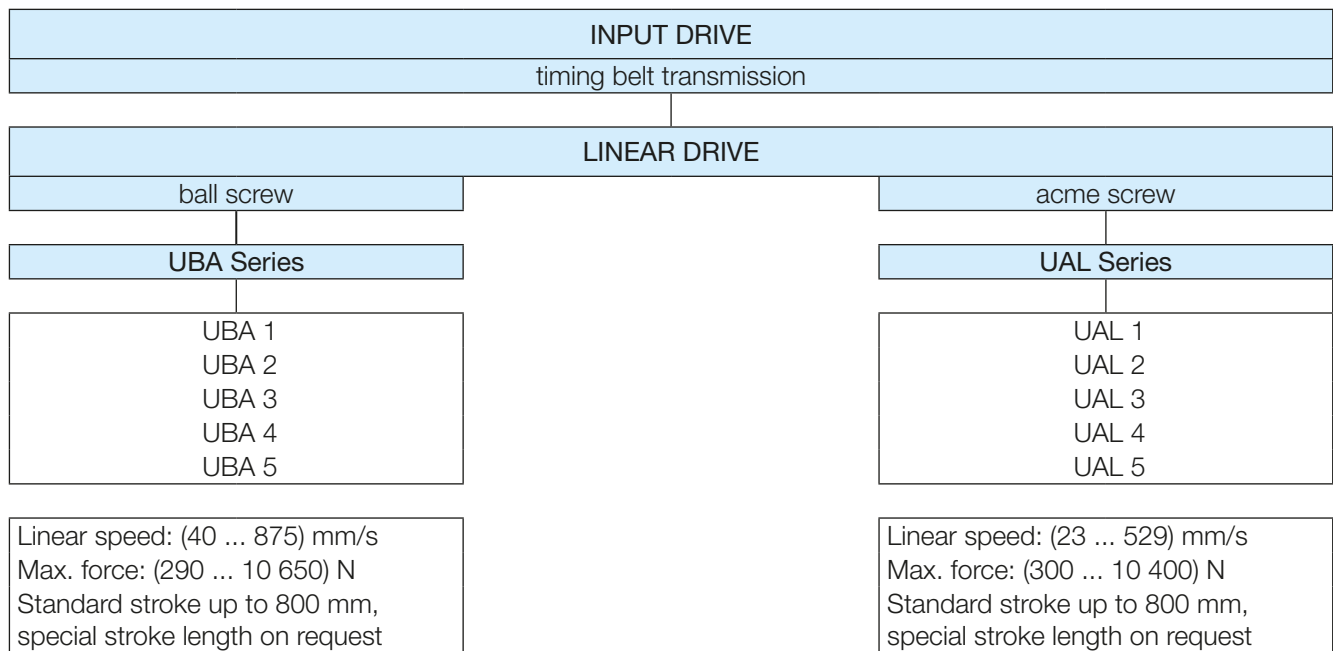 INPUT DRIVE
timing belt transmission
LINEAR DRIVE
ball screw
acme screw
UBA Series
UAL Series
UBA 1
UBA 2
UBA 3
UBA 4
UBA 5
UAL 1
UAL 2
UAL 3
UAL 4
UAL 5
Linear speed: (40 ... 875) mm/s
Max. force: (290 ... 10 650) N
Standard stroke up to 800 mm,
special stroke length on request
Linear speed: (23 ... 529) mm/s
Max. force: (300 ... 10 400) N
Standard stroke up to 800 mm,
special stroke length on request